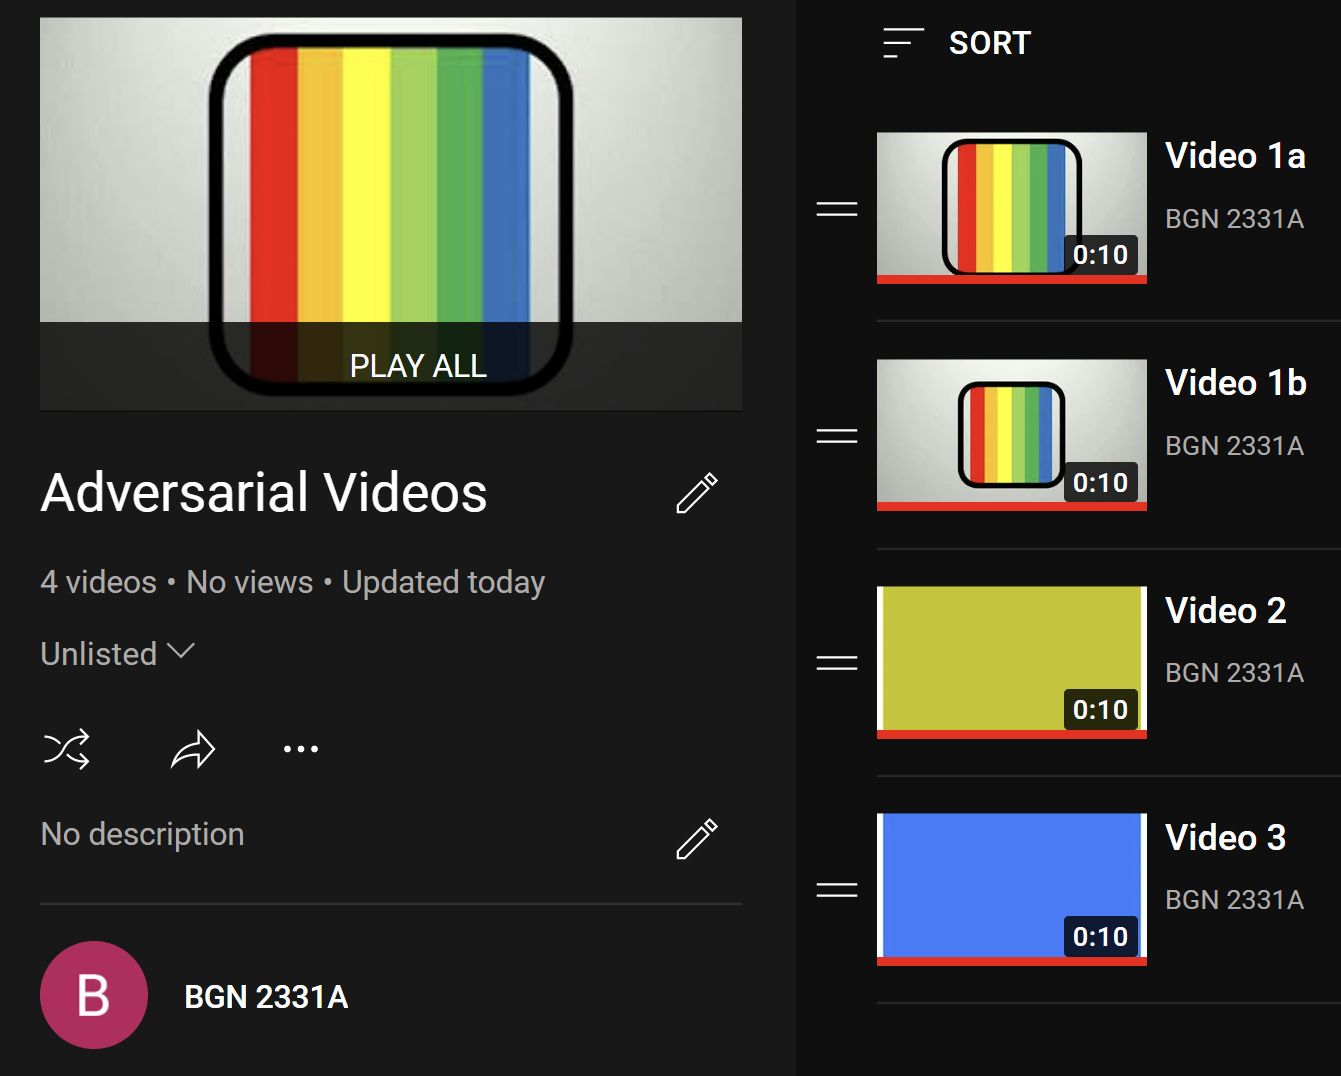 PLAY ALL
Adversarial Videos
4 videos • No views • Updated today
Unlisted
No description
B
BGN 2331A
SORT
Video 1a
BGN 2331A
0:10
Video 1b
BGN 2331A
0:10
Video 2
BGN 2331A
0:10
Video 3
BGN 2331A
0:10